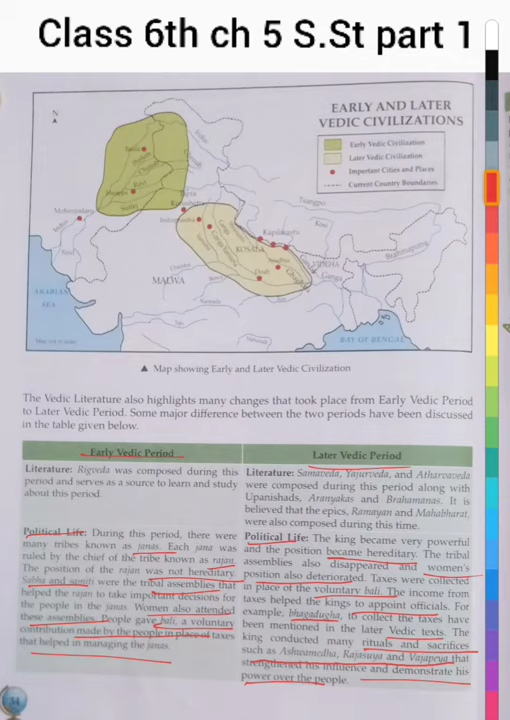 Class 6th ch 5 S.St part 1
EARLY AND LATER
VEDIC CIVILIZATIONS
N
Early Vedic Civilization
Later Vedic Civilization
Important Cities and Places
Current Country Boundaries
Indus
Ravi
Mohenjodaro
Indraprastha
Kapilavastu
KOSALA
VIDEHA
Ganga
Brahmaputra
MALWA
Narmada
ARABIAN
SEA
BAY OF BENGAL
Map not to scale
▲ Map showing Early and Later Vedic Civilization
The Vedic Literature also highlights many changes that took place from Early Vedic Period
to Later Vedic Period. Some major difference between the two periods have been discussed
in the table given below.
Early Vedic Period
Literature: Rigveda was composed during this
period and serves as a source to learn and study
about this period.
Political Life: During this period, there were
many tribes known as janas. Each jana was
ruled by the chief of the tribe known as rajan.
The position of the rajan was not hereditary.
Sabha and samiti were the tribal assemblies that
helped the rajan to take important decisions for
the people in the janas. Women also attended
these assemblies. People gave bali, a voluntary
contribution made by the people in place of taxes
that helped in managing the janas.
Later Vedic Period
Literature: Samaveda, Yajurveda, and Atharvaveda
were composed during this period along with
Upanishads, Aranyakas and Brahamanas. It is
believed that the epics, Ramayan and Mahabharat,
were also composed during this time.
Political Life: The king became very powerful
and the position became hereditary. The tribal
assemblies also disappeared and women's
position also deteriorated. Taxes were collected
in place of the voluntary bali. The income from
taxes helped the kings to appoint officials. For
example, bhagadugha, to collect the taxes have
been mentioned in the later Vedic texts. The
king conducted many rituals and sacrifices
such as Ashwamedha, Rajasuya and Vajapeya that
strengthened his influence and demonstrate his
power over the people.
34